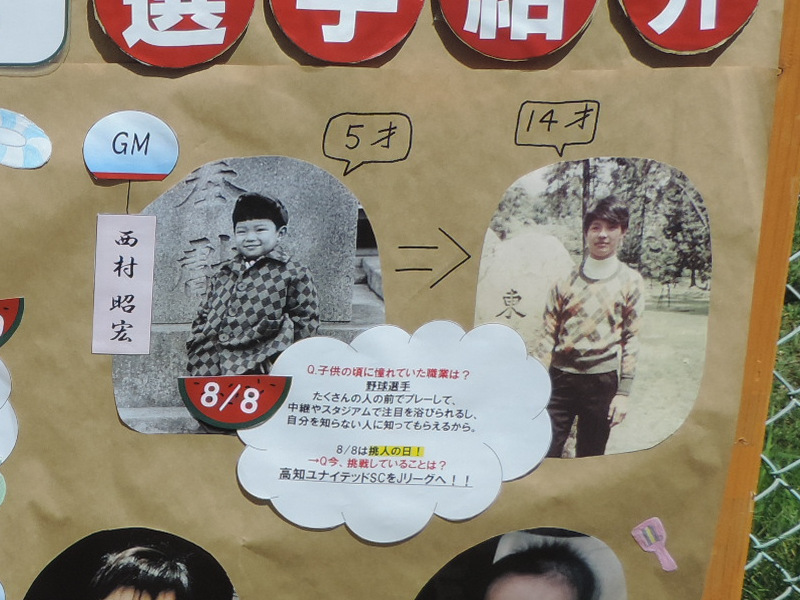 選手紹介
GM
5才
14才
西村昭宏
奉
東
8/8
Q.子供の頃に憧れていた職業は?
野球選手
たくさんの人の前でプレーして、
中継やスタジアムで注目を浴びられるし、
自分を知らない人に知ってもらえるから。
8/8は挑人の日!
→Q今、挑戦していることは?
高知ユナイテッドSCをJリーグへ!!